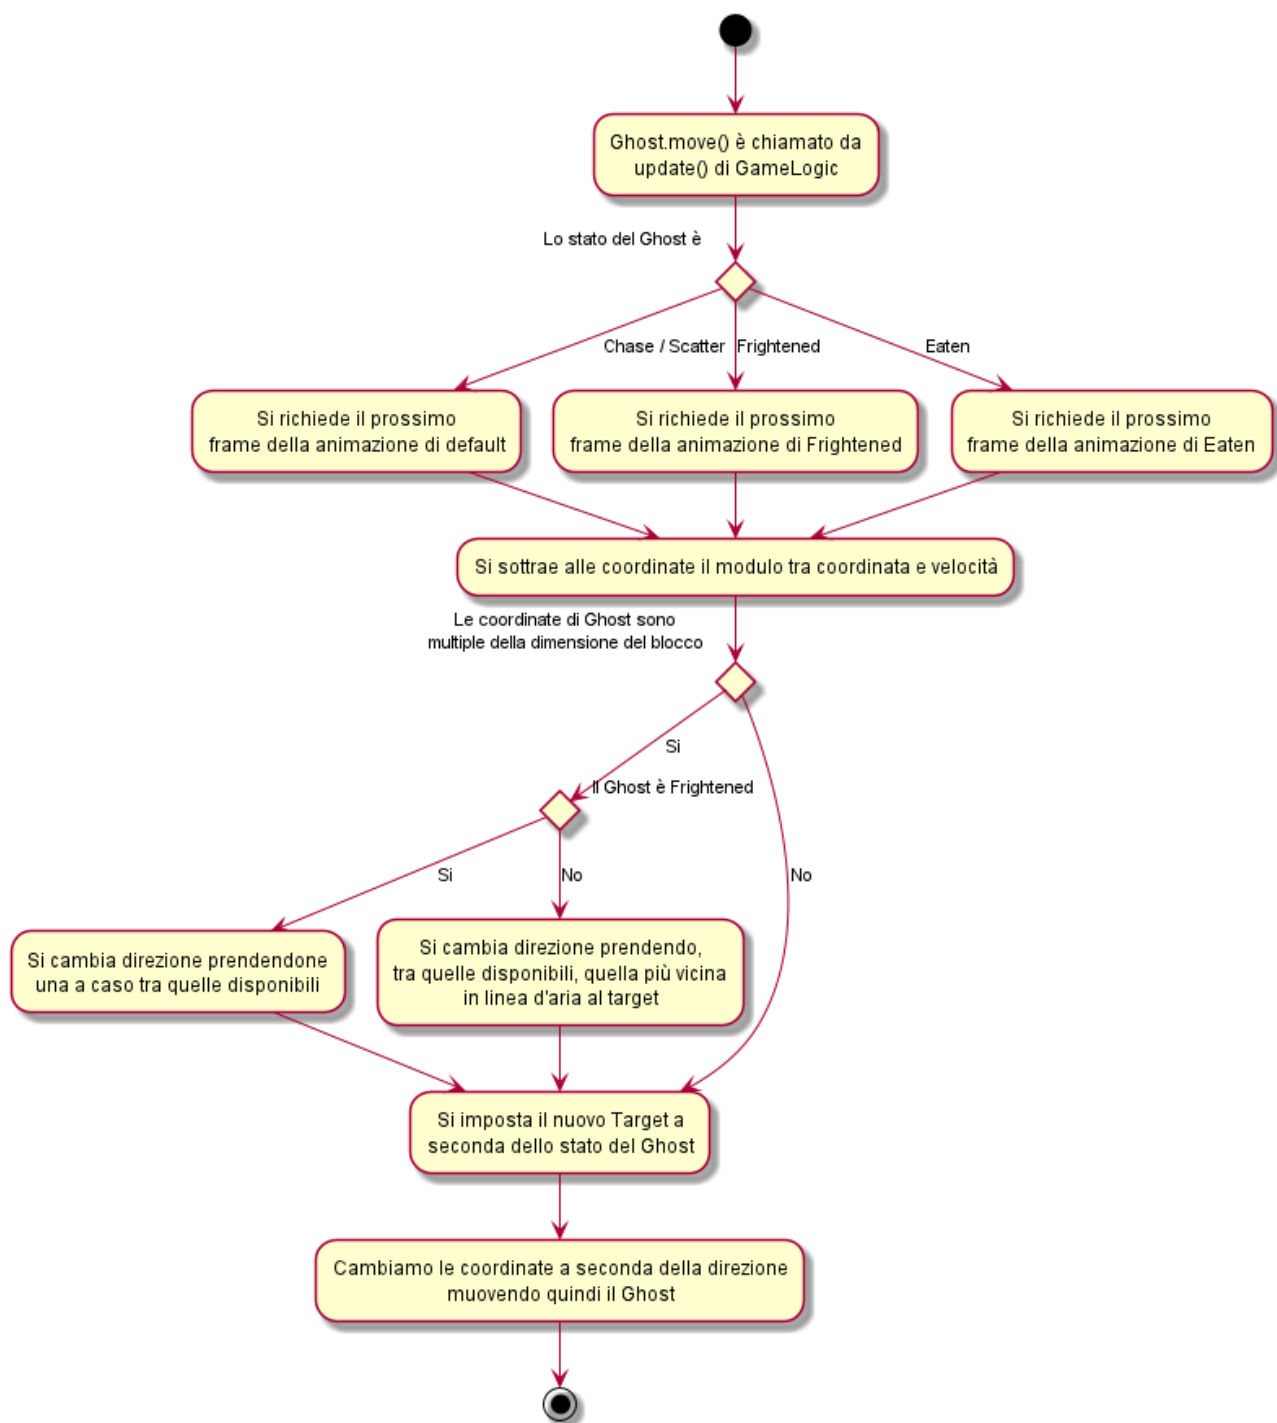 Ghost.move() è chiamato da
update() di GameLogic
Lo stato del Ghost è
Chase / Scatter
Frightened
Eaten
Si richiede il prossimo
frame della animazione di default
Si richiede il prossimo
frame della animazione di Frightened
Si richiede il prossimo
frame della animazione di Eaten
Si sottrae alle coordinate il modulo tra coordinata e velocità
Le coordinate di Ghost sono
multiple della dimensione del blocco
Si
Il Ghost è Frightened
Si
No
No
Si cambia direzione prendendone
una a caso tra quelle disponibili
Si cambia direzione prendendo,
tra quelle disponibili, quella più vicina
in linea d'aria al target
Si imposta il nuovo Target a
seconda dello stato del Ghost
Cambiamo le coordinate a seconda della direzione
muovendo quindi il Ghost